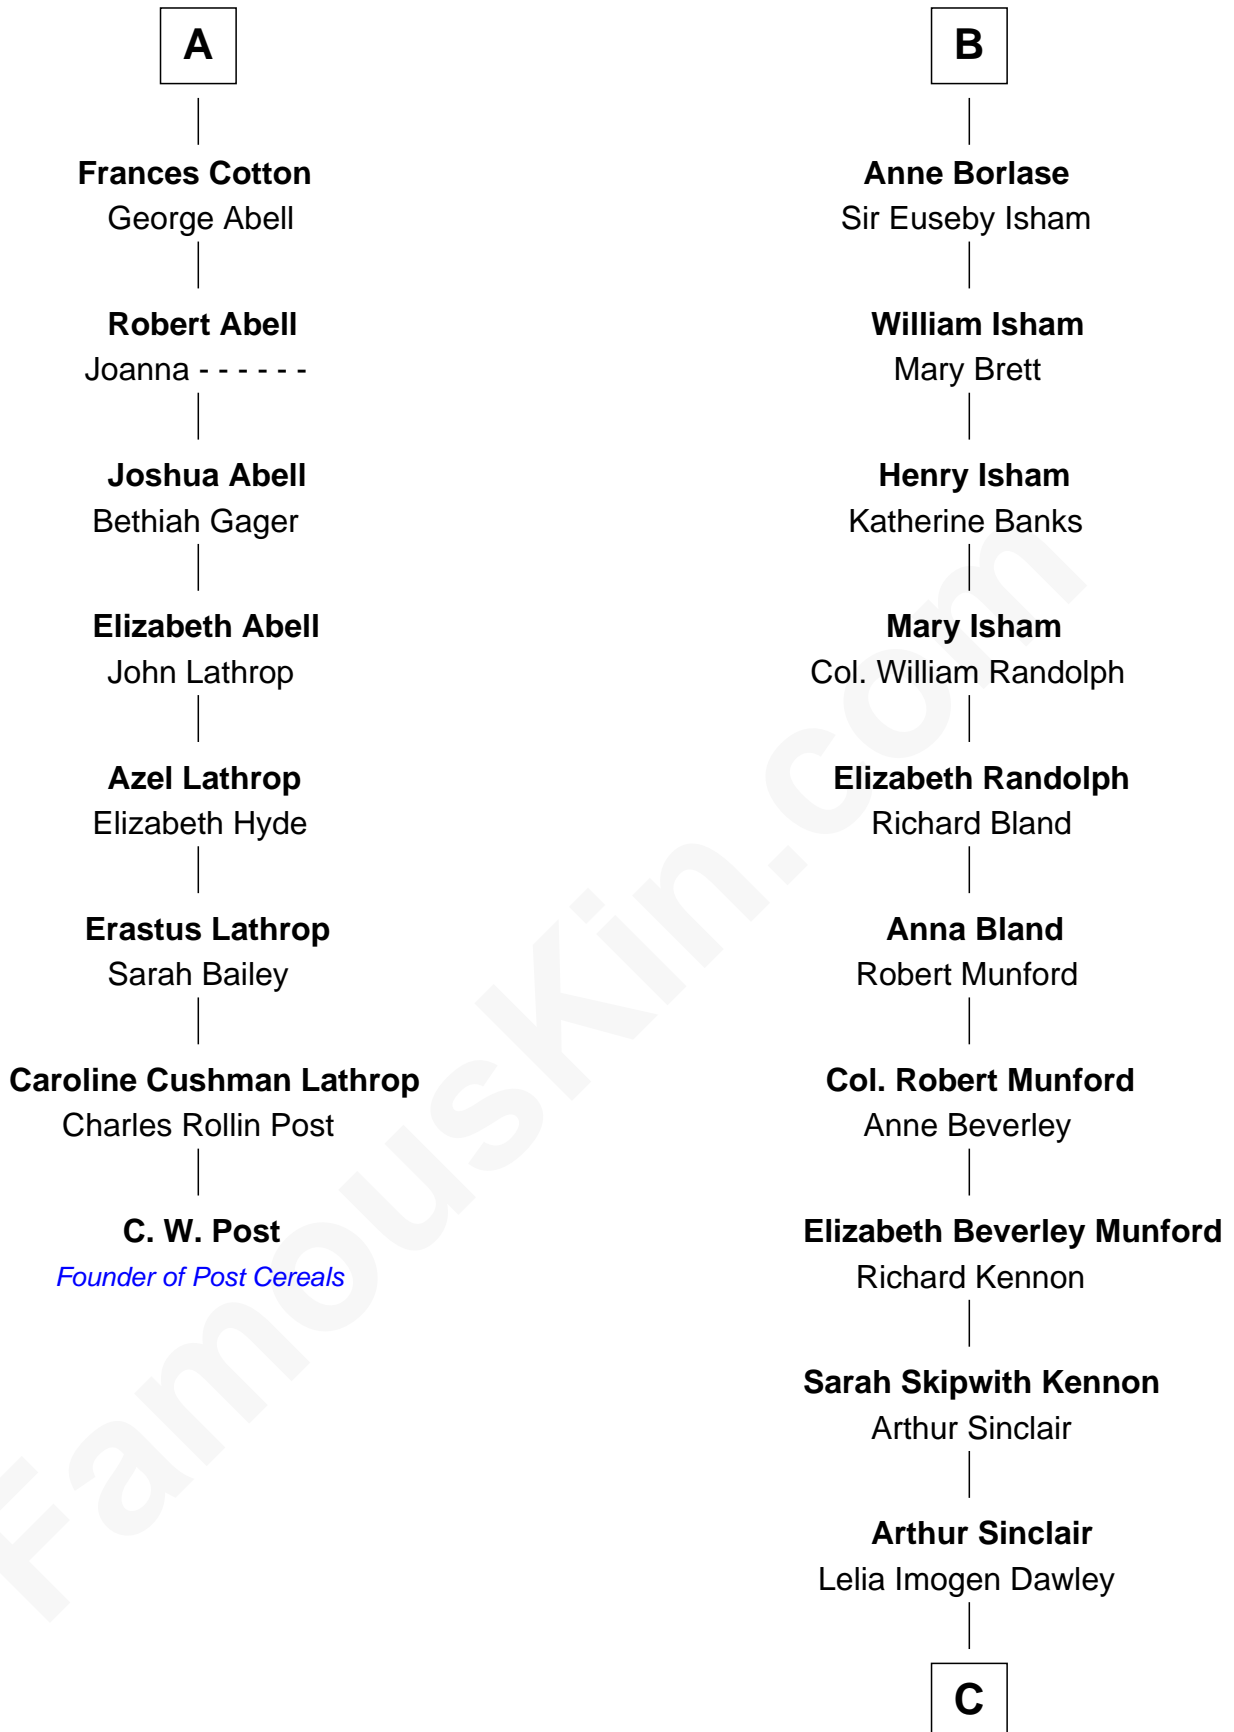 A
Frances Cotton
George Abell
Robert Abell
Joanna - - - - - -
Joshua Abell
Bethiah Gager
Elizabeth Abell
John Lathrop
Azel Lathrop
Elizabeth Hyde
Erastus Lathrop
Sarah Bailey
Caroline Cushman Lathrop
Charles Rollin Post
C. W. Post
Founder of Post Cereals
B
Anne Borlase
Sir Euseby Isham
William Isham
Mary Brett
Henry Isham
Katherine Banks
Mary Isham
Col. William Randolph
Elizabeth Randolph
Richard Bland
Anna Bland
Robert Munford
Col. Robert Munford
Anne Beverley
Elizabeth Beverley Munford
Richard Kennon
Sarah Skipwith Kennon
Arthur Sinclair
Arthur Sinclair
Lelia Imogen Dawley
C
FamousKin.com